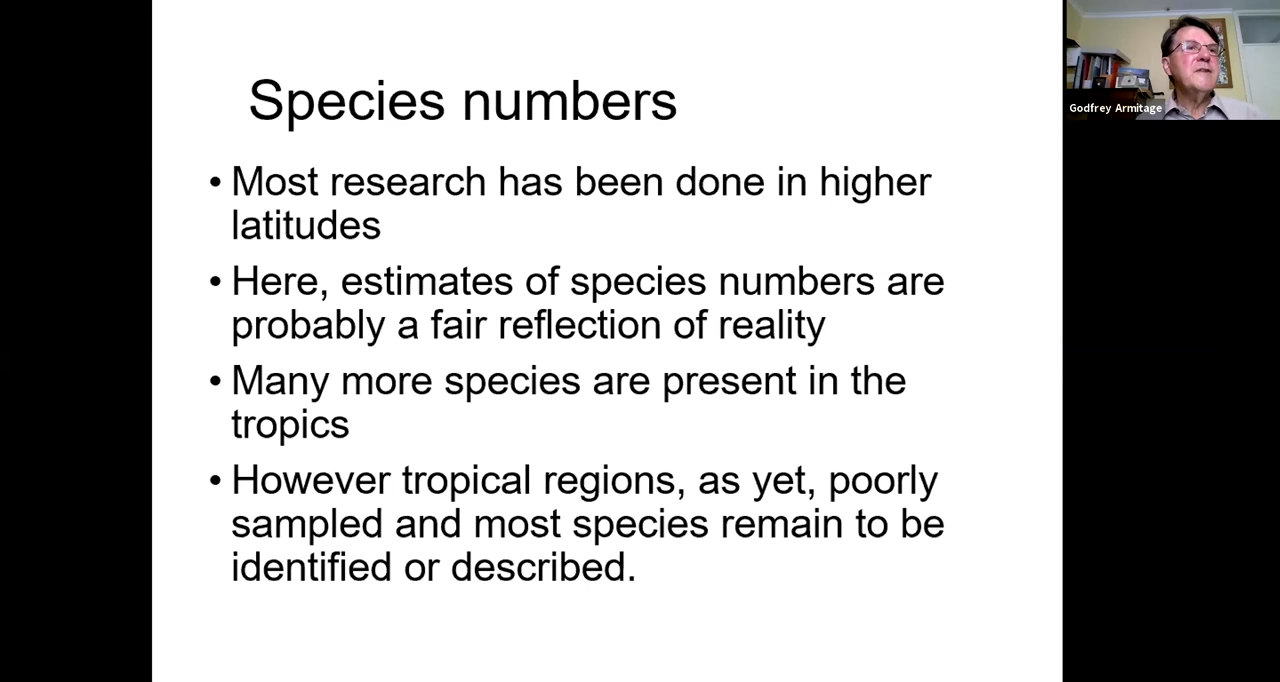 Species numbers
• Most research has been done in higher
latitudes
• Here, estimates of species numbers are
probably a fair reflection of reality
• Many more species are present in the
tropics
• However tropical regions, as yet, poorly
sampled and most species remain to be
identified or described.
Godfrey Armitage